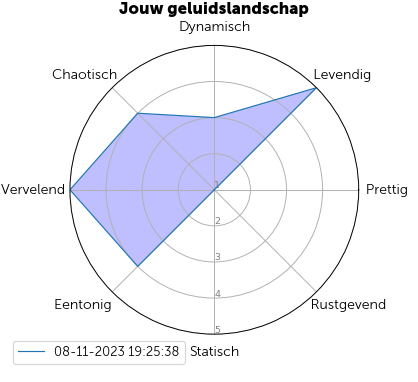 Jouw geluidslandschap
Dynamisch
Chaotisch
Levendig
Vervelend
Prettig
1
2
3
4
5
Eentonig
Rustgevend
08-11-2023 19:25:38
Statisch